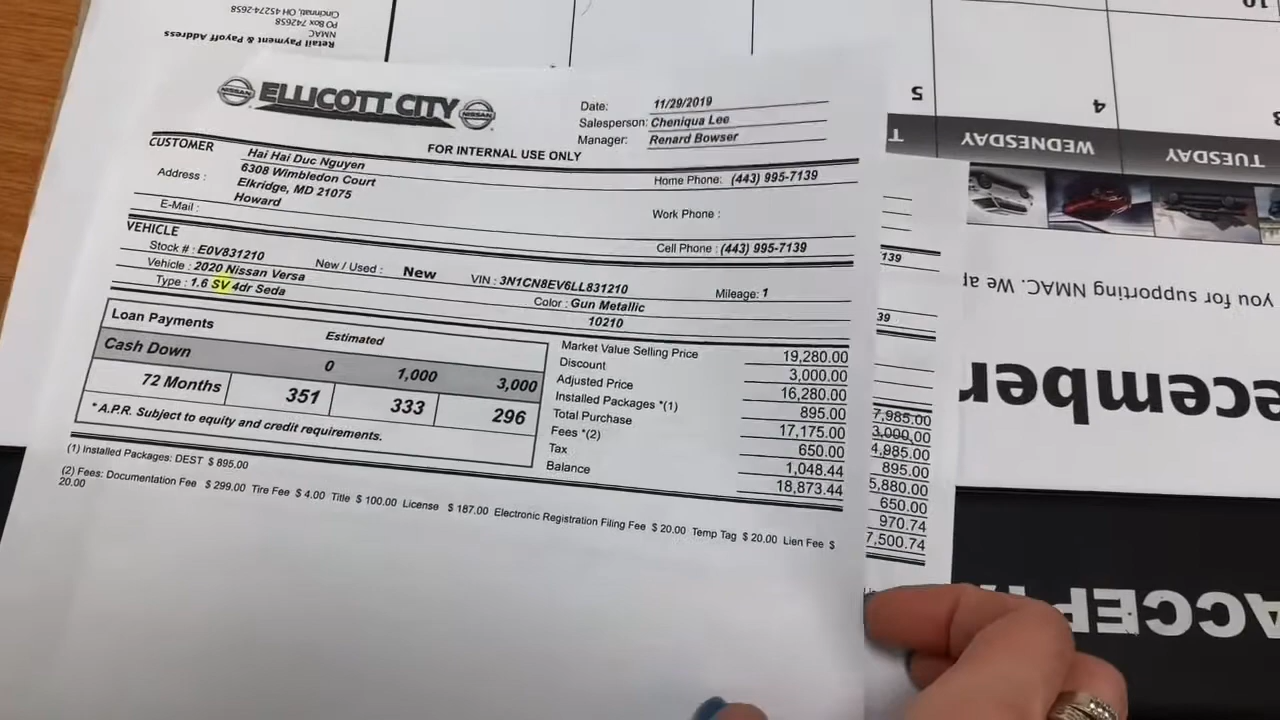 Retail Payment & Payoff Address
NMAC
PO Box 742658
Cincinnati, OH 45274-2658
10
5
4
3
WEDNESDAY
TUESDAY
you for supporting NMAC. We ap
ecember
ACCEPT
NISSAN ELLICOTT CITY NISSAN
Date: 11/29/2019
Salesperson: Cheniqua Lee
Manager: Renard Bowser
FOR INTERNAL USE ONLY
CUSTOMER
Hai Hai Duc Nguyen
Address : 6308 Wimbledon Court
Elkridge, MD 21075
Howard
E-Mail :
Home Phone: (443) 995-7139
Work Phone :
Cell Phone : (443) 995-7139
VEHICLE
Stock # : E0V831210
Vehicle : 2020 Nissan Versa
Type : 1.6 SV 4dr Seda
New / Used : New
VIN : 3N1CN8EV6LL831210
Mileage: 1
Color : Gun Metallic
10210
Loan Payments Estimated
Cash Down 0 1,000 3,000
72 Months 351 333 296
* A.P.R. Subject to equity and credit requirements.
Market Value Selling Price 19,280.00
Discount 3,000.00
Adjusted Price 16,280.00
Installed Packages *(1) 895.00
Total Purchase 17,175.00
Fees *(2) 650.00
Tax 1,048.44
Balance 18,873.44
(1) Installed Packages: DEST $ 895.00
(2) Fees: Documentation Fee $ 299.00 Tire Fee $ 4.00 Title $ 100.00 License $ 187.00 Electronic Registration Filing Fee $ 20.00 Temp Tag $ 20.00 Lien Fee $
20.00
139
39
7,985.00
3,000.00
4,985.00
895.00
5,880.00
650.00
970.74
7,500.74